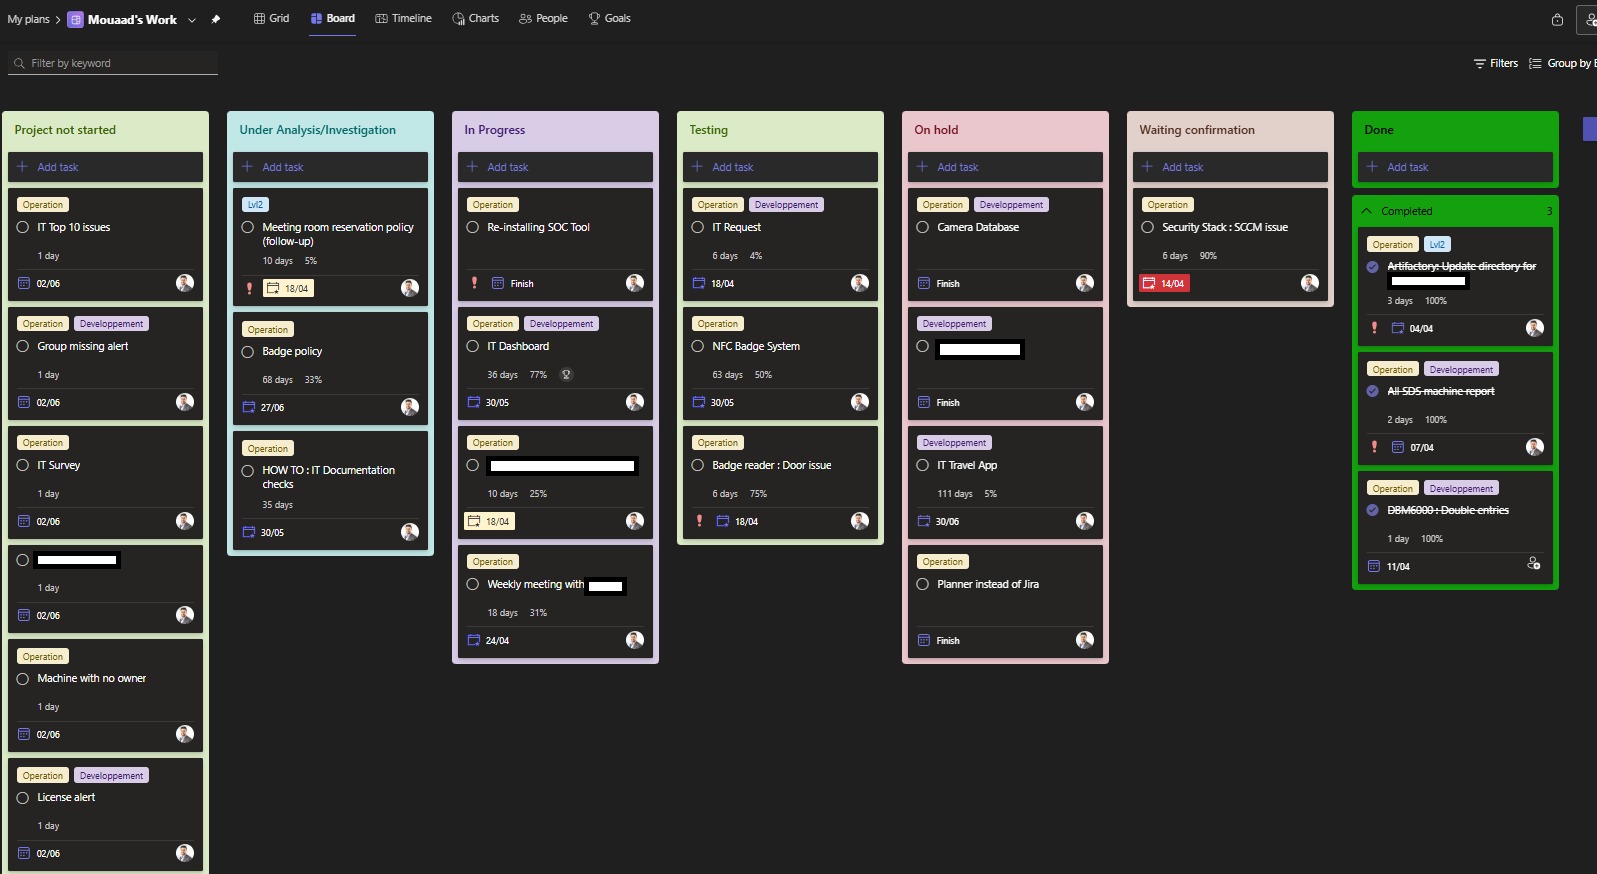 My plans > Mouaad's Work
Grid
Board
Timeline
Charts
People
Goals
Filter by keyword
Filters
Group by
Project not started
Add task
Operation
IT Top 10 issues
1 day
02/06
Operation Developpement
Group missing alert
1 day
02/06
Operation
IT Survey
1 day
02/06
1 day
02/06
Operation
Machine with no owner
1 day
02/06
Operation Developpement
License alert
1 day
02/06
Under Analysis/Investigation
Add task
Lvl2
Meeting room reservation policy
(follow-up)
10 days 5%
18/04
Operation
Badge policy
68 days 33%
27/06
Operation
HOW TO : IT Documentation
checks
35 days
30/05
In Progress
Add task
Operation
Re-installing SOC Tool
Finish
Operation Developpement
IT Dashboard
36 days 77%
30/05
Operation
10 days 25%
18/04
Operation
Weekly meeting with
18 days 31%
24/04
Testing
Add task
Operation Developpement
IT Request
6 days 4%
18/04
Operation
NFC Badge System
63 days 50%
30/05
Operation
Badge reader : Door issue
6 days 75%
18/04
On hold
Add task
Operation Developpement
Camera Database
Finish
Developpement
Finish
Developpement
IT Travel App
111 days 5%
30/06
Operation
Planner instead of Jira
Finish
Waiting confirmation
Add task
Operation
Security Stack : SCCM issue
6 days 90%
14/04
Done
Add task
Completed 3
Operation Lvl2
Artifactory: Update directory for
3 days 100%
04/04
Operation Developpement
All SDS machine report
2 days 100%
07/04
Operation Developpement
DBM6000 : Double entries
1 day 100%
11/04